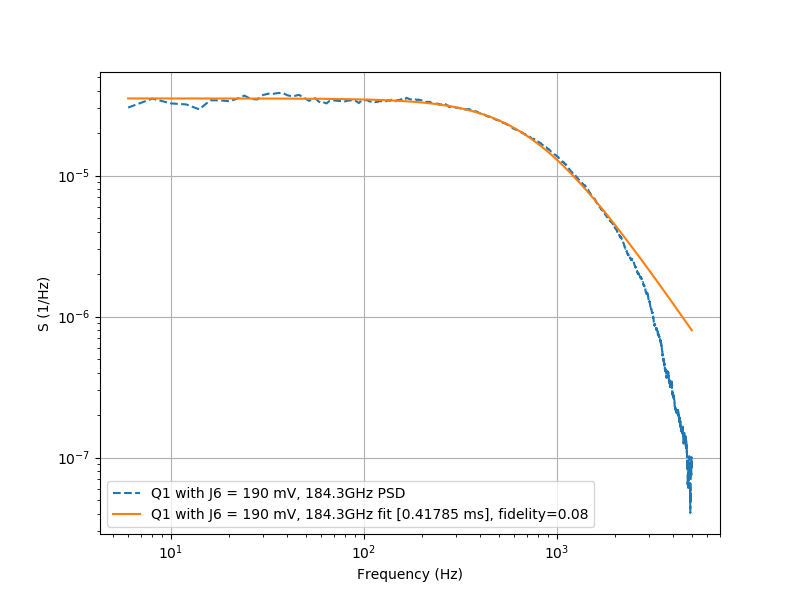 S (1/Hz)
10⁻⁵
10⁻⁶
10⁻⁷
Q1 with J6 = 190 mV, 184.3GHz PSD
Q1 with J6 = 190 mV, 184.3GHz fit [0.41785 ms], fidelity=0.08
10¹ 10² 10³
Frequency (Hz)